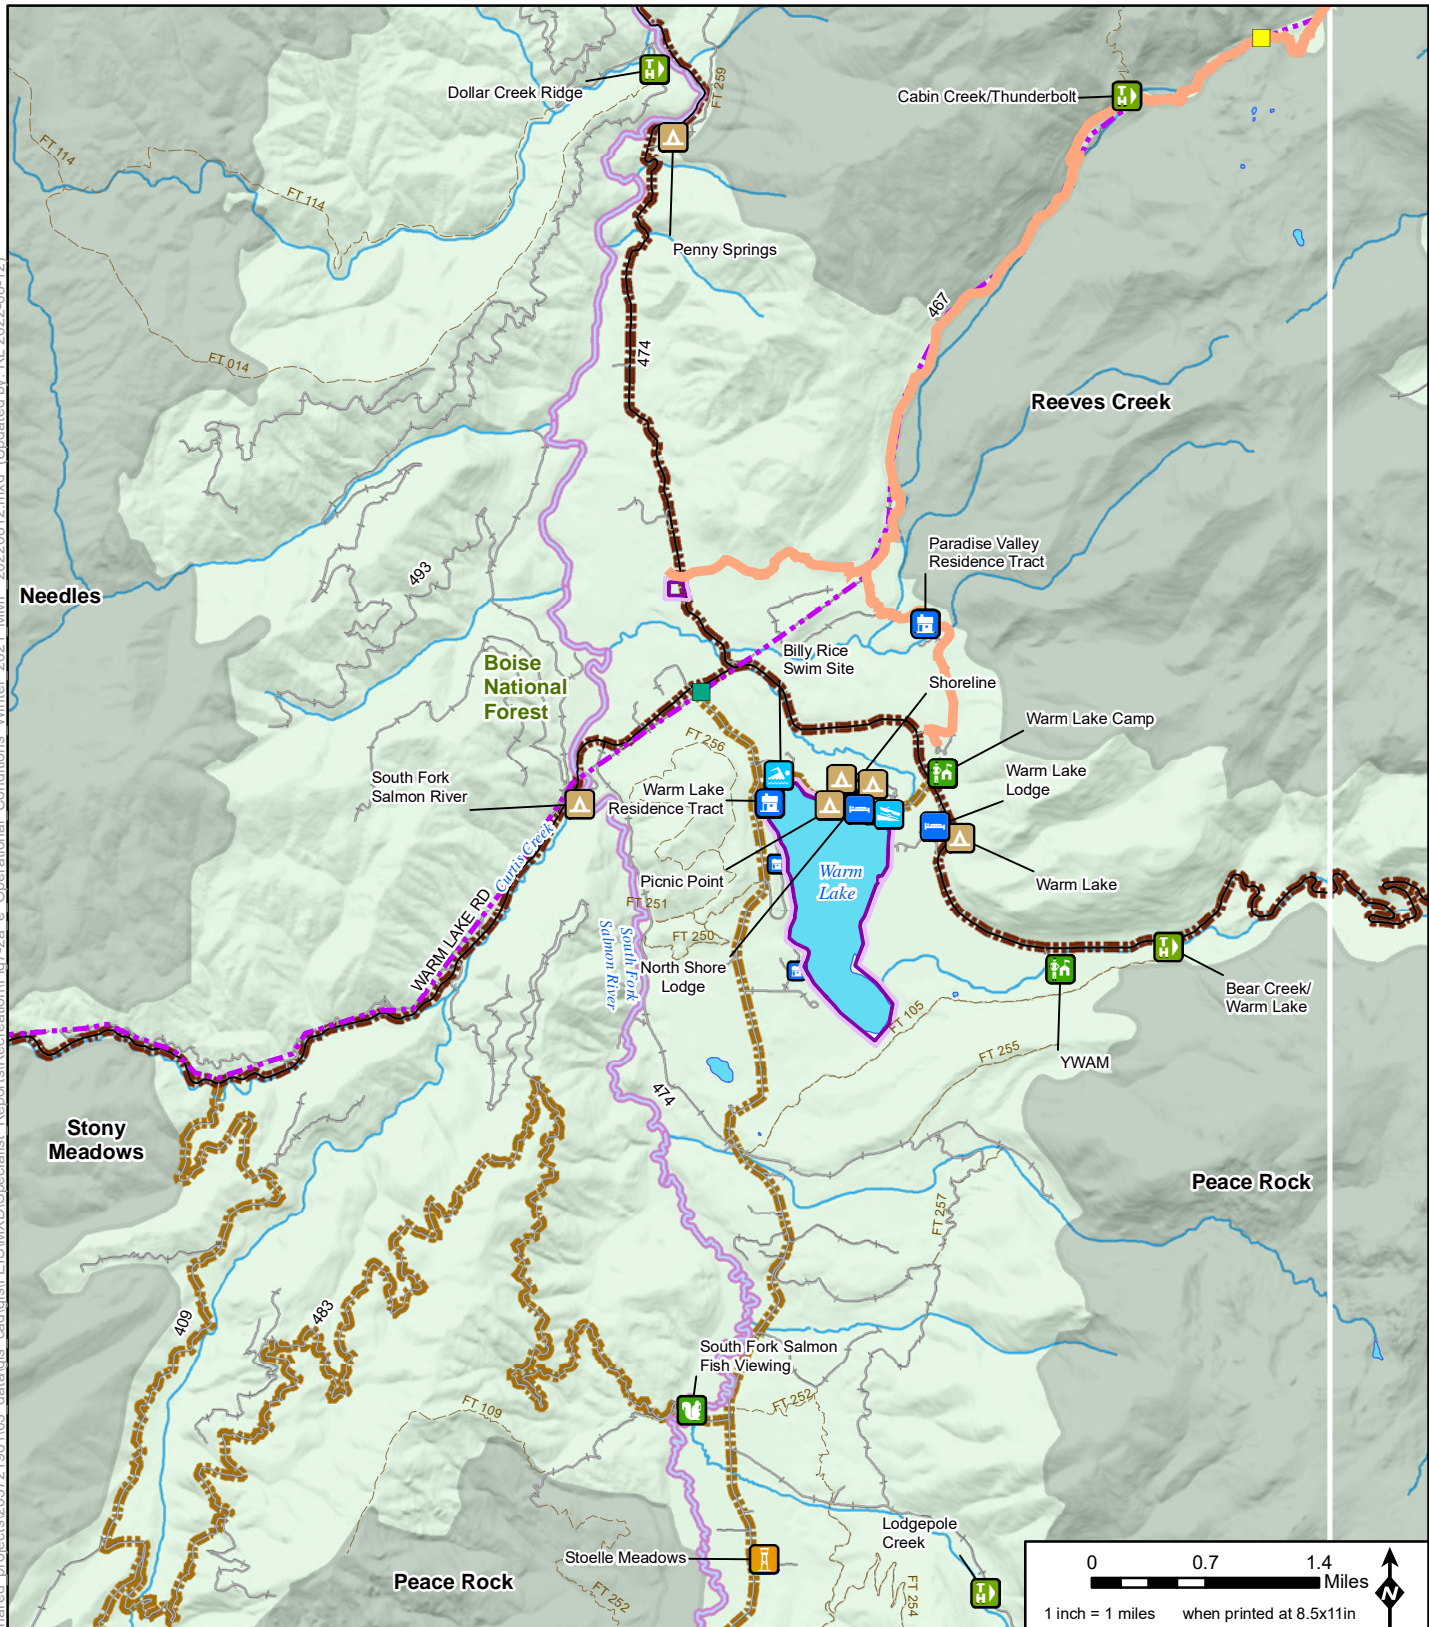 Dollar Creek Ridge
FT 259
Cabin Creek/Thunderbolt
T
H
T
H
FT 114
FT 114
Penny Springs
467
FT 014
474
Reeves Creek
Paradise Valley
Residence Tract
493
Needles
Billy Rice
Swim Site
Boise
National
Forest
Shoreline
Warm Lake Camp
FT 256
South Fork
Salmon River
Warm Lake
Residence Tract
Warm Lake
Lodge
Curtis Creek
Picnic Point
Warm
Lake
Warm Lake
WARM LAKE RD
FT 251
FT 250
South Fork
Salmon River
North Shore
Lodge
T
H
Bear Creek/
Warm Lake
FT 105
FT 255
YWAM
474
Stony
Meadows
Peace Rock
FT 257
409
483
South Fork Salmon
Fish Viewing
FT 252
FT 109
Lodgepole
Creek
Stoelle Meadows
Peace Rock
FT 252
FT 254
T
H
0 0.7 1.4
Miles
N
1 inch = 1 miles when printed at 8.5x11in